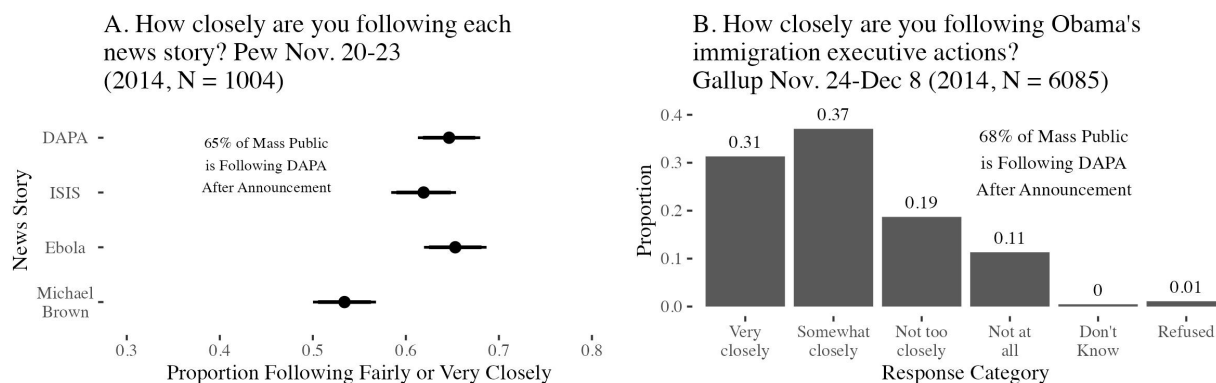 A. How closely are you following each
news story? Pew Nov. 20-23
(2014, N = 1004)
DAPA
ISIS
Ebola
Michael
Brown
News Story
65% of Mass Public
is Following DAPA
After Announcement
0.3 0.4 0.5 0.6 0.7 0.8
Proportion Following Fairly or Very Closely
B. How closely are you following Obama's
immigration executive actions?
Gallup Nov. 24-Dec 8 (2014, N = 6085)
0.4
0.3
0.2
0.1
0.0
Proportion
0.31 0.37 0.19 0.11 0 0.01
68% of Mass Public
is Following DAPA
After Announcement
Very Somewhat Not too Not at Don't Refused
closely closely closely all Know
Response Category